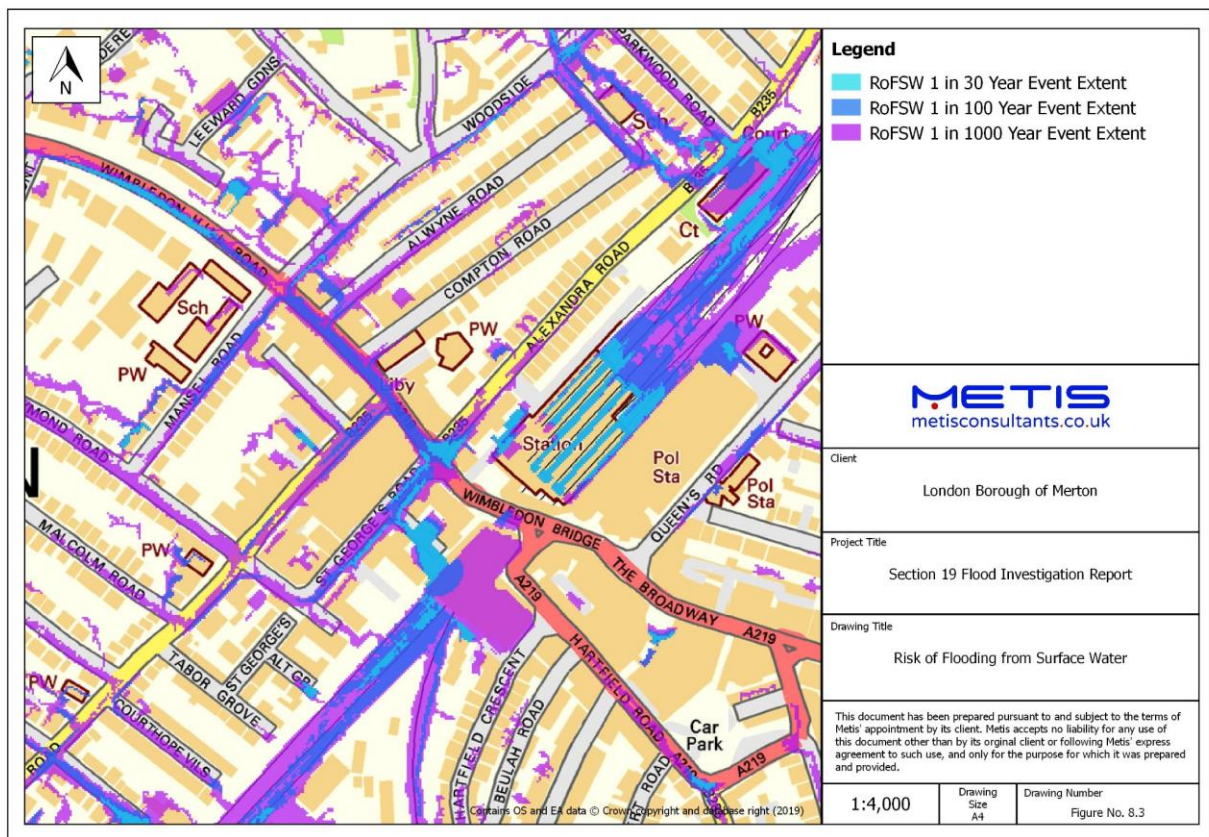 N
LEEWARD GDNS
WOODSIDE
PARKWOOD ROAD
B235
Sch
Court
WIMBLEDON HILL ROAD
ALWYNE ROAD
COMPTON ROAD
Ct
ALEXANDRA ROAD
Sch
PW
PW
PW
MANSEL ROAD
B235
B235
Station
Pol
Sta
Pol
Sta
QUEEN'S RD
WIMBLEDON BRIDGE
THE BROADWAY
A219
ST GEORGE'S ROAD
N
MALCOLM ROAD
PW
A219
HARTFIELD ROAD
A219
ST GEORGE'S
TABOR GROVE
PW
COURTHOPE VILS
ROAD
HARTFIELD CRESCENT
BEULAH ROAD
Car
Park
A219
Contains OS and EA data © Crown copyright and database right (2019)
Legend
RoFSW 1 in 30 Year Event Extent
RoFSW 1 in 100 Year Event Extent
RoFSW 1 in 1000 Year Event Extent
METIS
metisconsultants.co.uk
Client
London Borough of Merton
Project Title
Section 19 Flood Investigation Report
Drawing Title
Risk of Flooding from Surface Water
This document has been prepared pursuant to and subject to the terms of
Metis' appointment by its client. Metis accepts no liability for any use of
this document other than by its orginal client or following Metis' express
agreement to such use, and only for the purpose for which it was prepared
and provided.
1:4,000
Drawing
Size
A4
Drawing Number
Figure No. 8.3